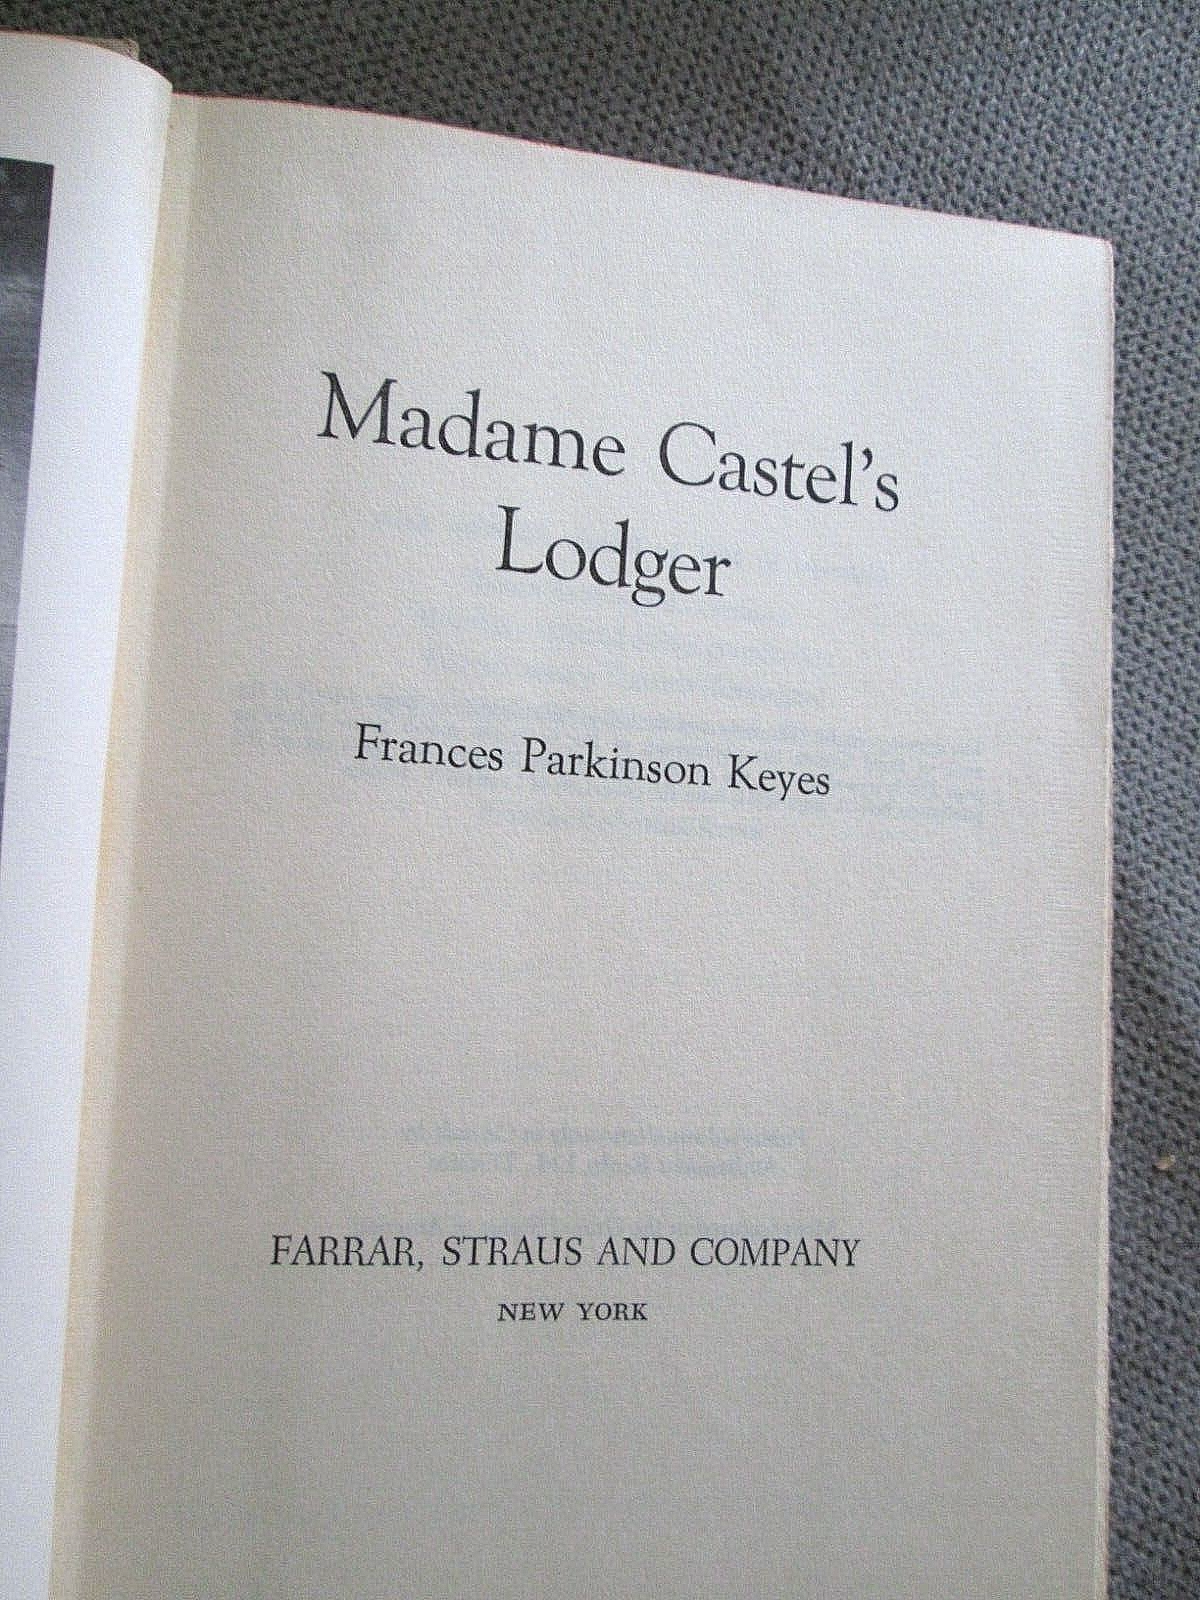 Madame Castel's
Lodger
Frances Parkinson Keyes
FARRAR, STRAUS AND COMPANY
NEW YORK